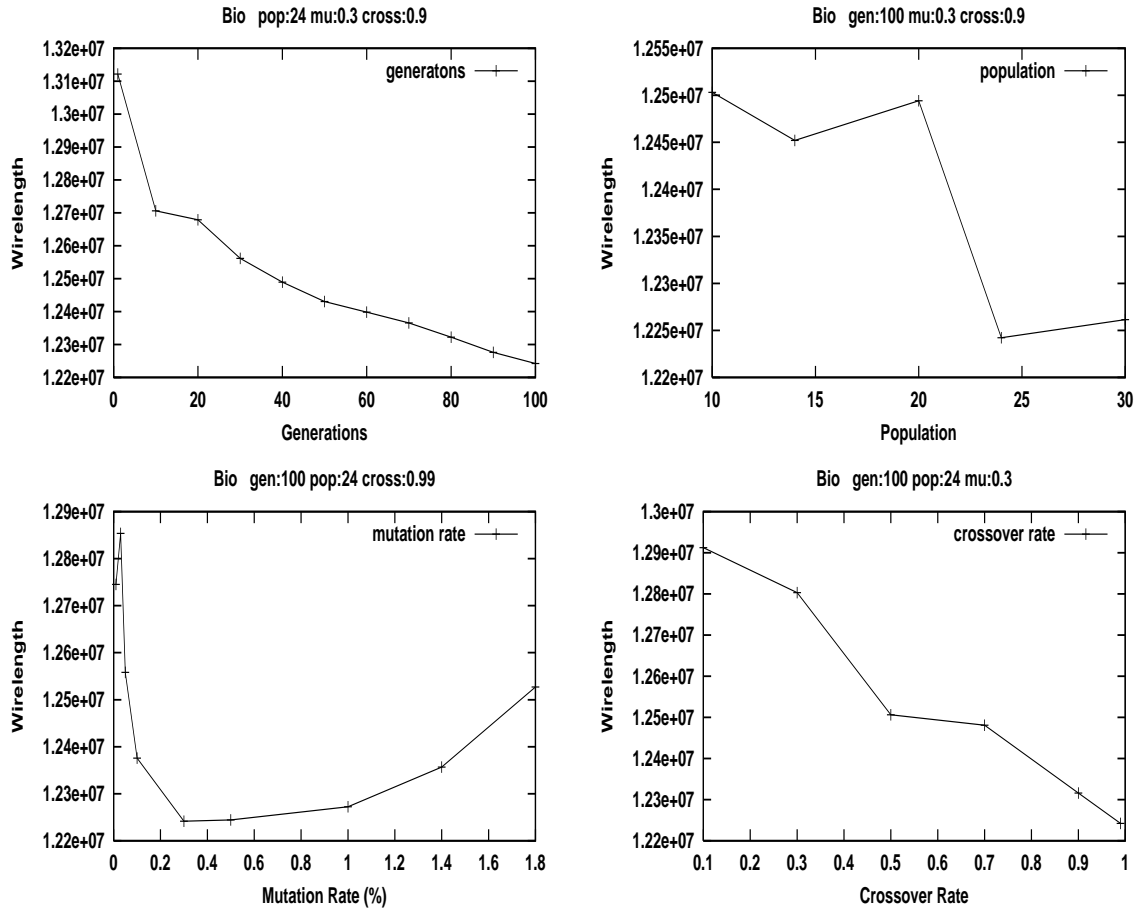 Bio pop:24 mu:0.3 cross:0.9
1.32e+07
1.31e+07
1.3e+07
1.29e+07
1.28e+07
1.27e+07
1.26e+07
1.25e+07
1.24e+07
1.23e+07
1.22e+07
Wirelength
generatons
0 20 40 60 80 100
Generations
Bio gen:100 mu:0.3 cross:0.9
1.255e+07
1.25e+07
1.245e+07
1.24e+07
1.235e+07
1.23e+07
1.225e+07
1.22e+07
Wirelength
population
10 15 20 25 30
Population
Bio gen:100 pop:24 cross:0.99
1.29e+07
1.28e+07
1.27e+07
1.26e+07
1.25e+07
1.24e+07
1.23e+07
1.22e+07
Wirelength
mutation rate
0 0.2 0.4 0.6 0.8 1 1.2 1.4 1.6 1.8
Mutation Rate (%)
Bio gen:100 pop:24 mu:0.3
1.3e+07
1.29e+07
1.28e+07
1.27e+07
1.26e+07
1.25e+07
1.24e+07
1.23e+07
1.22e+07
Wirelength
crossover rate
0.1 0.2 0.3 0.4 0.5 0.6 0.7 0.8 0.9 1
Crossover Rate